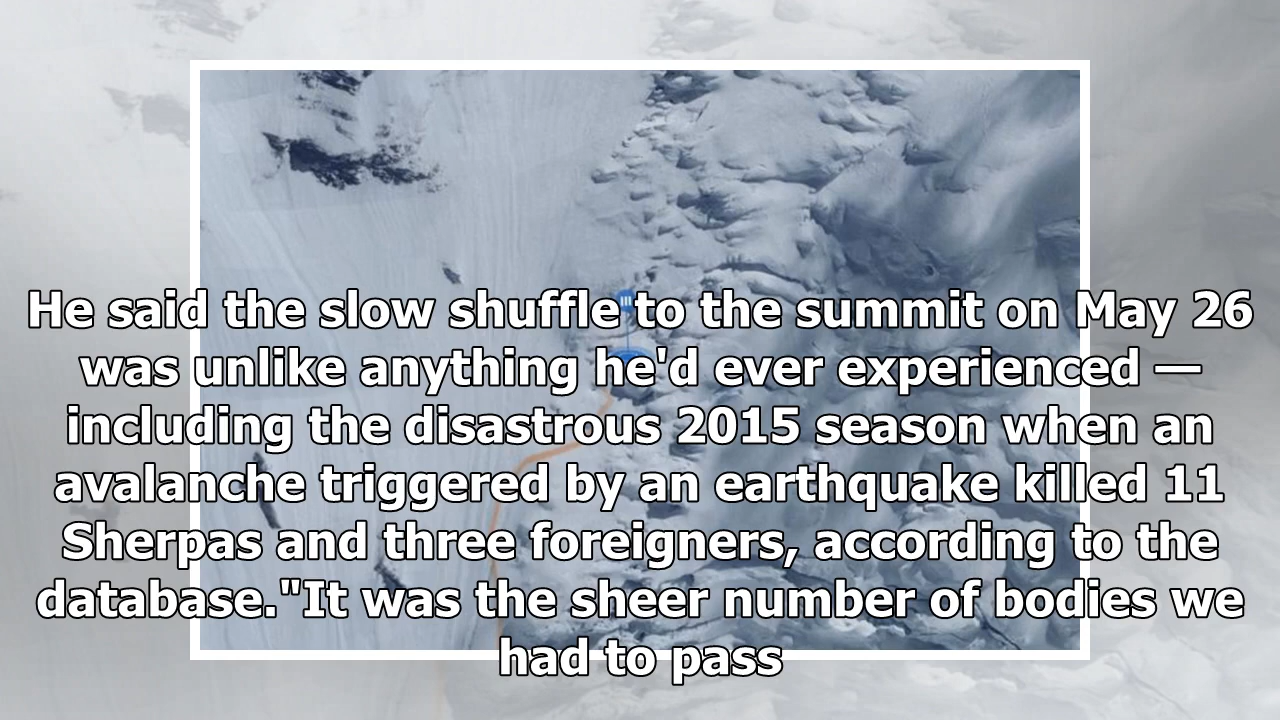 He said the slow shuffle to the summit on May 26
was unlike anything he'd ever experienced —
including the disastrous 2015 season when an
avalanche triggered by an earthquake killed 11
Sherpas and three foreigners, according to the
database."It was the sheer number of bodies we
had to pass